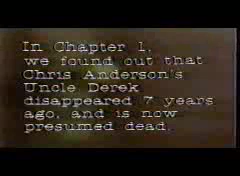 In Chapter 1,
we found out that
Chris Anderson's
Uncle Derek
disappeared 7 years
ago, and is now
presumed dead.